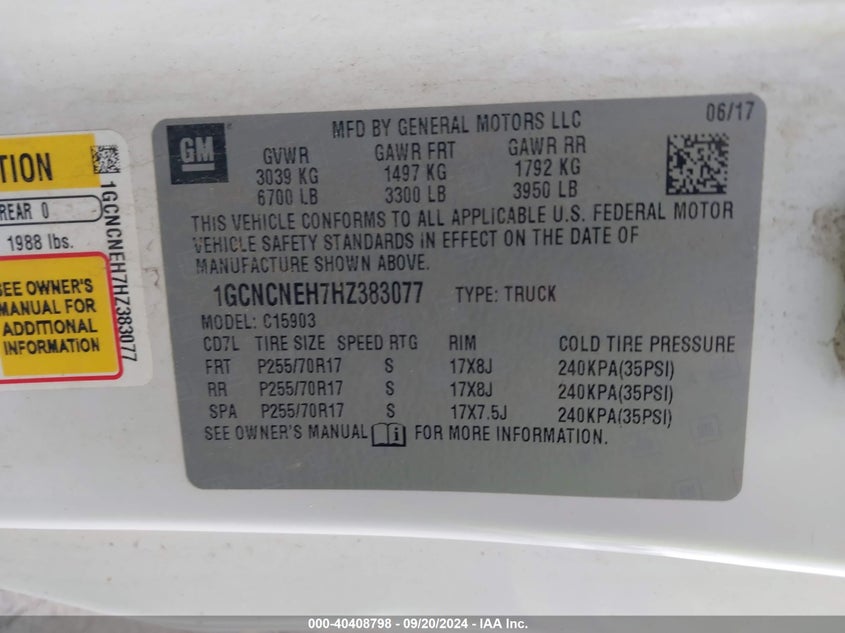 TION
REAR 0
1988 lbs.
SEE OWNER'S
MANUAL FOR
ADDITIONAL
INFORMATION
1GCNCNEH7HZ383077
GM
MFD BY GENERAL MOTORS LLC
06/17
GVWR GAWR FRT GAWR RR
3039 KG 1497 KG 1792 KG
6700 LB 3300 LB 3950 LB
THIS VEHICLE CONFORMS TO ALL APPLICABLE U.S. FEDERAL MOTOR
VEHICLE SAFETY STANDARDS IN EFFECT ON THE DATE OF
MANUFACTURE SHOWN ABOVE.
1GCNCNEH7HZ383077 TYPE: TRUCK
MODEL: C15903
CD7L TIRE SIZE SPEED RTG RIM COLD TIRE PRESSURE
FRT P255/70R17 S 17X8J 240KPA(35PSI)
RR P255/70R17 S 17X8J 240KPA(35PSI)
SPA P255/70R17 S 17X7.5J 240KPA(35PSI)
SEE OWNER'S MANUAL FOR MORE INFORMATION.
000-40408798 - 09/20/2024 - IAA Inc.